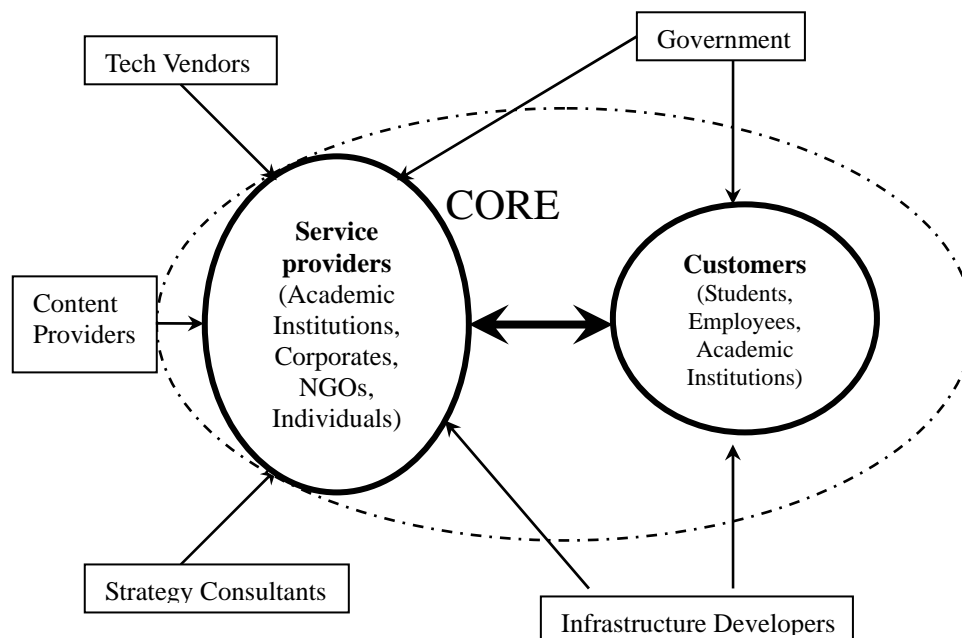 Tech Vendors
Government
CORE
Service
providers
(Academic
Institutions,
Corporates,
NGOs,
Individuals)
Customers
(Students,
Employees,
Academic
Institutions)
Content
Providers
Strategy Consultants
Infrastructure Developers